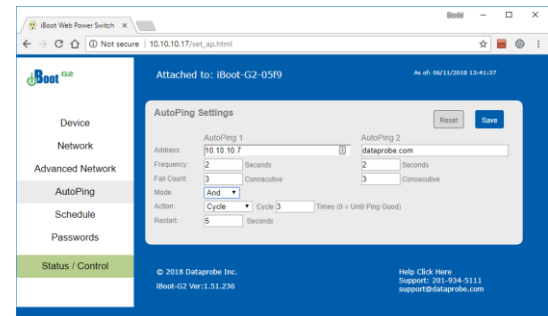 iBoot Web Power Switch
Not secure | 10.10.10.17/set_ap.html
iBoot G2
Attached to: iBoot-G2-05f9
As of: 06/11/2018 13:41:37
Device
Network
Advanced Network
AutoPing
Schedule
Passwords
Status / Control
AutoPing Settings
Reset
Save
AutoPing 1
AutoPing 2
Address: 10.10.10.7 dataprobe.com
Frequency: 2 Seconds 2 Seconds
Fail Count: 3 Consecutive 3 Consecutive
Mode And
Action: Cycle Cycle 3 Times (0 = Until Ping Good)
Restart: 5 Seconds
© 2018 Dataprobe Inc.
iBoot-G2 Ver:1.51.236
Help Click Here
Support: 201-934-5111
support@dataprobe.com